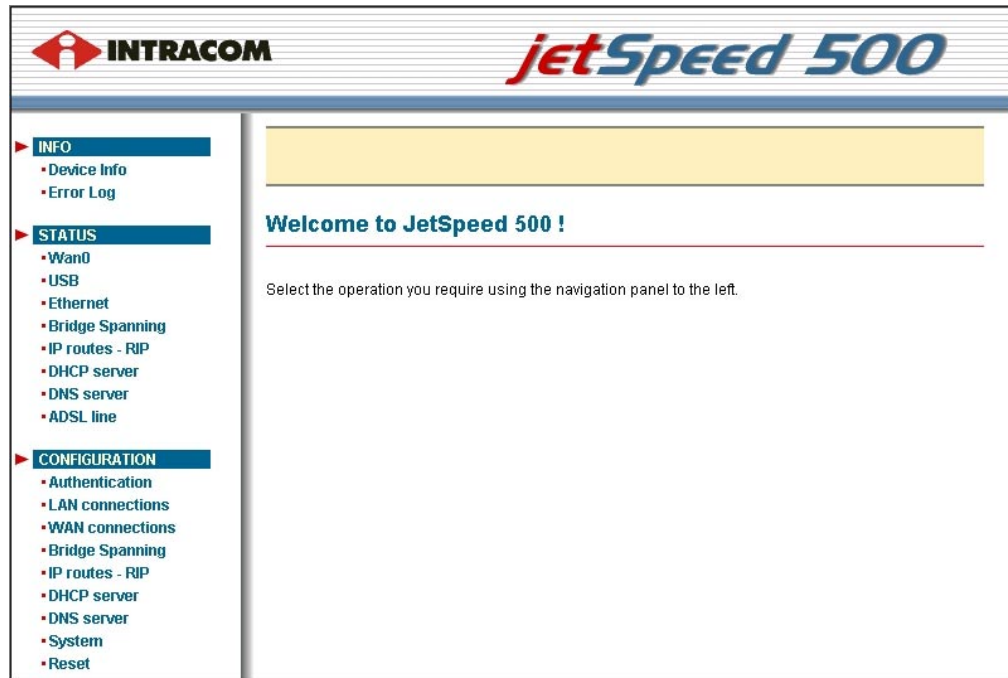 INTRACOM
jetSpeed 500
INFO
Device Info
Error Log
STATUS
Wan0
USB
Ethernet
Bridge Spanning
IP routes - RIP
DHCP server
DNS server
ADSL line
CONFIGURATION
Authentication
LAN connections
WAN connections
Bridge Spanning
IP routes - RIP
DHCP server
DNS server
System
Reset
Welcome to JetSpeed 500 !
Select the operation you require using the navigation panel to the left.